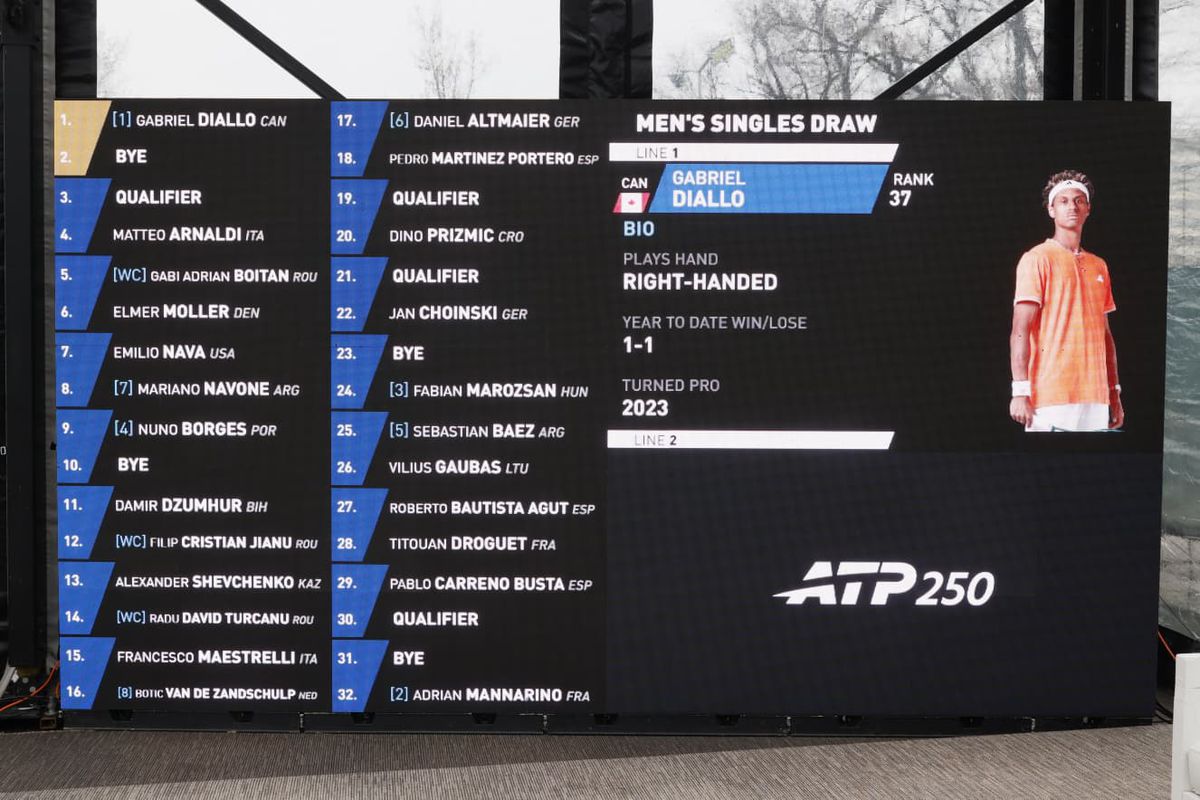 1. [1] GABRIEL DIALLO CAN
2. BYE
3. QUALIFIER
4. MATTEO ARNALDI ITA
5. [WC] GABI ADRIAN BOITAN ROU
6. ELMER MOLLER DEN
7. EMILIO NAVA USA
8. [7] MARIANO NAVONE ARG
9. [4] NUNO BORGES POR
10. BYE
11. DAMIR DZUMHUR BIH
12. [WC] FILIP CRISTIAN JIANU ROU
13. ALEXANDER SHEVCHENKO KAZ
14. [WC] RADU DAVID TURCANU ROU
15. FRANCESCO MAESTRELLI ITA
16. [8] BOTIC VAN DE ZANDSCHULP NED
17. [6] DANIEL ALTMAIER GER
18. PEDRO MARTINEZ PORTERO ESP
19. QUALIFIER
20. DINO PRIZMIC CRO
21. QUALIFIER
22. JAN CHOINSKI GER
23. BYE
24. [3] FABIAN MAROZSAN HUN
25. [5] SEBASTIAN BAEZ ARG
26. VILIUS GAUBAS LTU
27. ROBERTO BAUTISTA AGUT ESP
28. TITOUAN DROGUET FRA
29. PABLO CARRENO BUSTA ESP
30. QUALIFIER
31. BYE
32. [2] ADRIAN MANNARINO FRA
MEN'S SINGLES DRAW
LINE 1
CAN
GABRIEL
DIALLO
RANK
37
BIO
PLAYS HAND
RIGHT-HANDED
YEAR TO DATE WIN/LOSE
1-1
TURNED PRO
2023
LINE 2
ATP 250